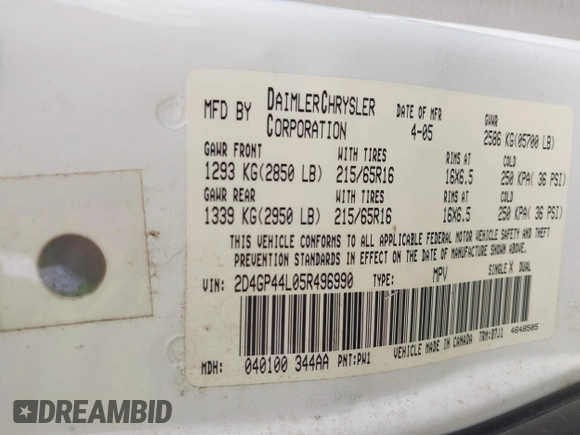 MFD BY DAIMLERCHRYSLER CORPORATION DATE OF MFR 4-05 GVWR 2586 KG(05700 LB)
GAWR FRONT WITH TIRES RIMS AT COLD
1293 KG(2850 LB) 215/65R16 16X6.5 250 KPA( 36 PSI)
GAWR REAR WITH TIRES RIMS AT COLD
1339 KG(2950 LB) 215/65R16 16X6.5 250 KPA( 36 PSI)
THIS VEHICLE CONFORMS TO ALL APPLICABLE FEDERAL MOTOR VEHICLE SAFETY AND THEFT
PREVENTION STANDARDS IN EFFECT ON THE DATE OF MANUFACTURE SHOWN ABOVE.
VIN: 2D4GP44L05R496990 TYPE: MPV SINGLE X DUAL
MDH: 040100 344AA PNT:PW1 VEHICLE MADE IN CANADA TRM:B7J1 4648505
DREAMBID